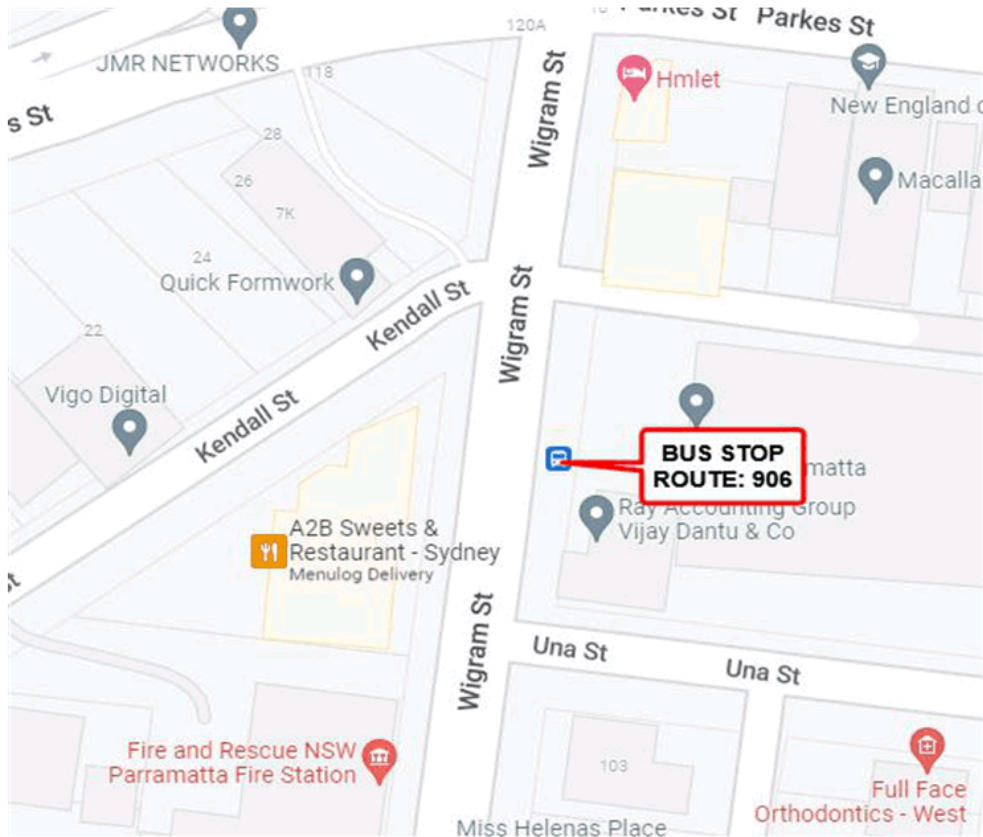 Parkes St
Parkes St
120A
JMR NETWORKS
118
s St
Wigram St
Hmlet
New England
28
26
7K
Macalla
24
Quick Formwork
Kendall St
Wigram St
22
Vigo Digital
Kendall St
BUS STOP
ROUTE: 906
matta
Ray Accounting Group
Vijay Dantu & Co
A2B Sweets &
Restaurant - Sydney
Menulog Delivery
St
Wigram St
Una St
Una St
Fire and Rescue NSW
Parramatta Fire Station
103
Full Face
Orthodontics - West
Miss Helenas Place